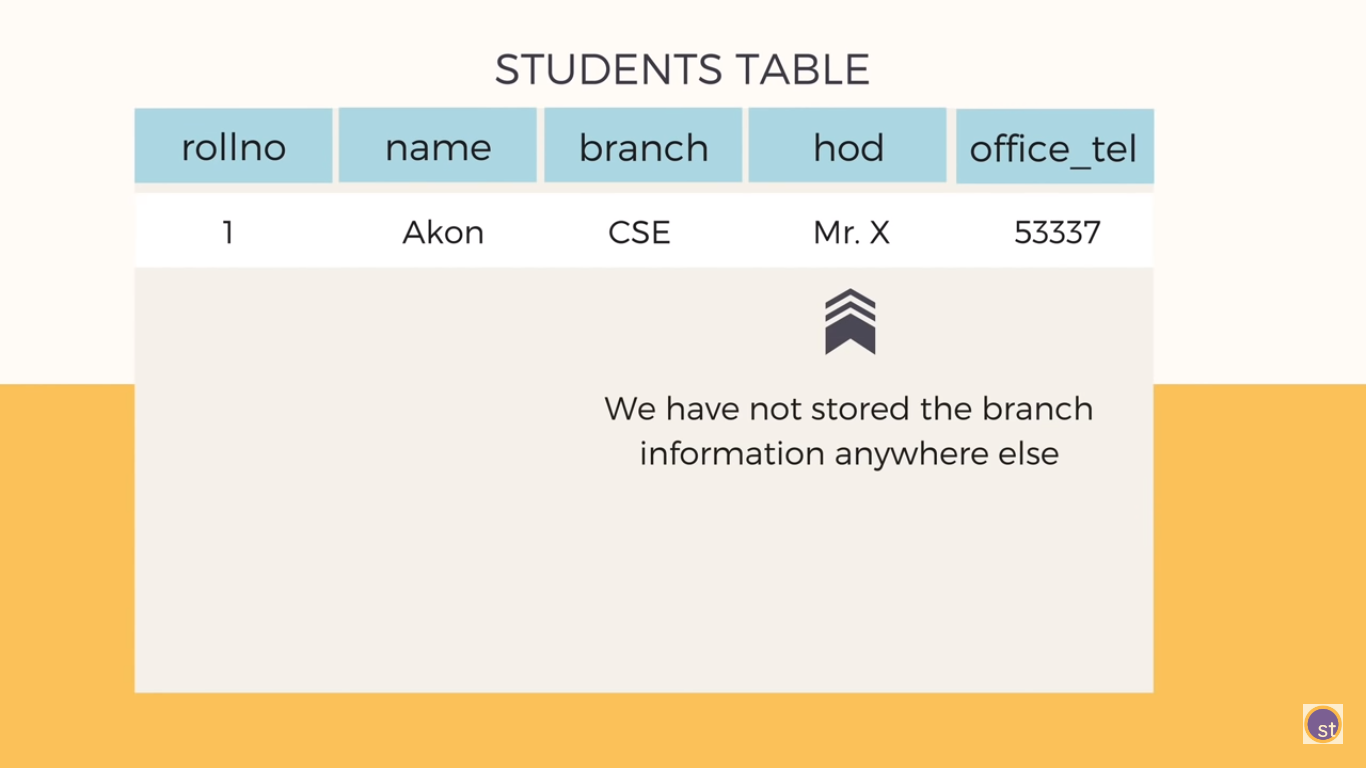 STUDENTS TABLE
rollno name branch hod office_tel
1 Akon CSE Mr. X 53337
We have not stored the branch
information anywhere else
st